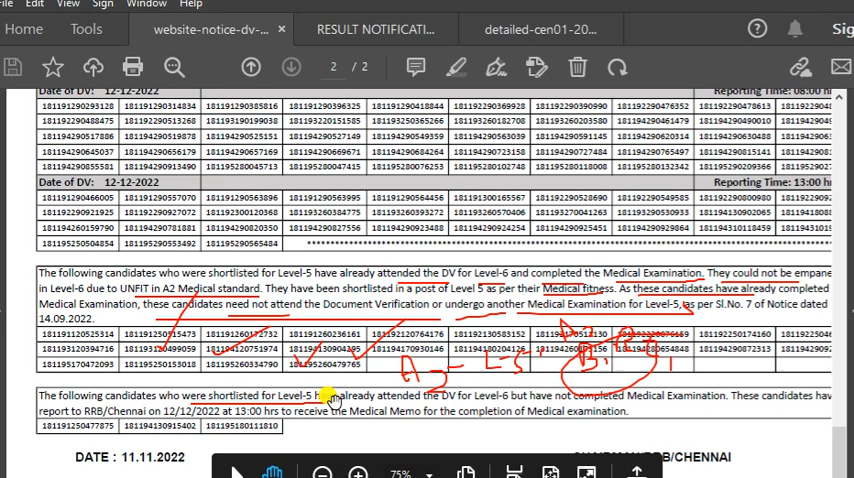 File Edit View Sign Window Help
Home Tools website-notice-dv-... × RESULT NOTIFICATI... detailed-cen01-20... Sig
2 / 2
Date of DV: 12-12-2022 Reporting Time: 08:00 hr
181191290293128 181191290314834 181191290385816 181191290396325 181191290418844 181192290369928 181192290390990 181192290476352 181192290478613
181192290488475 181192290513268 181193190199038 181193220151585 181193250365266 181193260182708 181193260203580 181194290461479 181194290490010
181194290517886 181194290519878 181194290525151 181194290527149 181194290549359 181194290563039 181194290591145 181194290620314 181194290630488
181194290645037 181194290656179 181194290657169 181194290669671 181194290684264 181194290723158 181194290727484 181194290764541 181194290815141
181194290855581 181194290913490 181195280045713 181195280047415 181195280076253 181195280102748 181195280118008 181195280132342 181195290209366
Date of DV: 12-12-2022 Reporting Time: 13:00 hr
181191290466005 181191290557070 181191290563896 181191290564456 181191300165567 181192290528690 181192290549585 181192290800980
181192290921925 181192290927072 181192300120368 181193260384775 181193260393272 181193260570406 181193270041263 181193290530933 181194130902065
181194260159790 181194290781881 181194290820350 181194290827556 181194290923488 181194290924254 181194290925451 181194290929864 181194310118459
181195250504854 181195290553492 181195290565484
The following candidates who were shortlisted for Level-5 have already attended the DV for Level-6 and completed the Medical Examination. They could not be empane
in Level-6 due to UNFIT in A2 Medical standard. They have been shortlisted in a post of Level 5 as per their Medical fitness. As these candidates have already completed
Medical Examination, these candidates need not attend the Document Verification or undergo another Medical Examination for Level-5, as per Sl.No. 7 of Notice dated
14.09.2022.
181191120525314 181191250515473 181191260172732 181191260236161 181191320764176 181192130583152 181192250174160
181193120394716 181194120751974 181194170930146 181194180204126 181194290872313
181195170472093 181195250153018 181195260334790 181195260479765
L-5
The following candidates who were shortlisted for Level-5 already attended the DV for Level-6 but have not completed Medical Examination. These candidates hav
report to RRB/Chennai on 12/12/2022 at 13:00 hrs to receive the Medical Memo for the completion of Medical examination.
181191250477875 181194130915402 181195180111810
DATE : 11.11.2022 /RRB/CHENNAI
75%